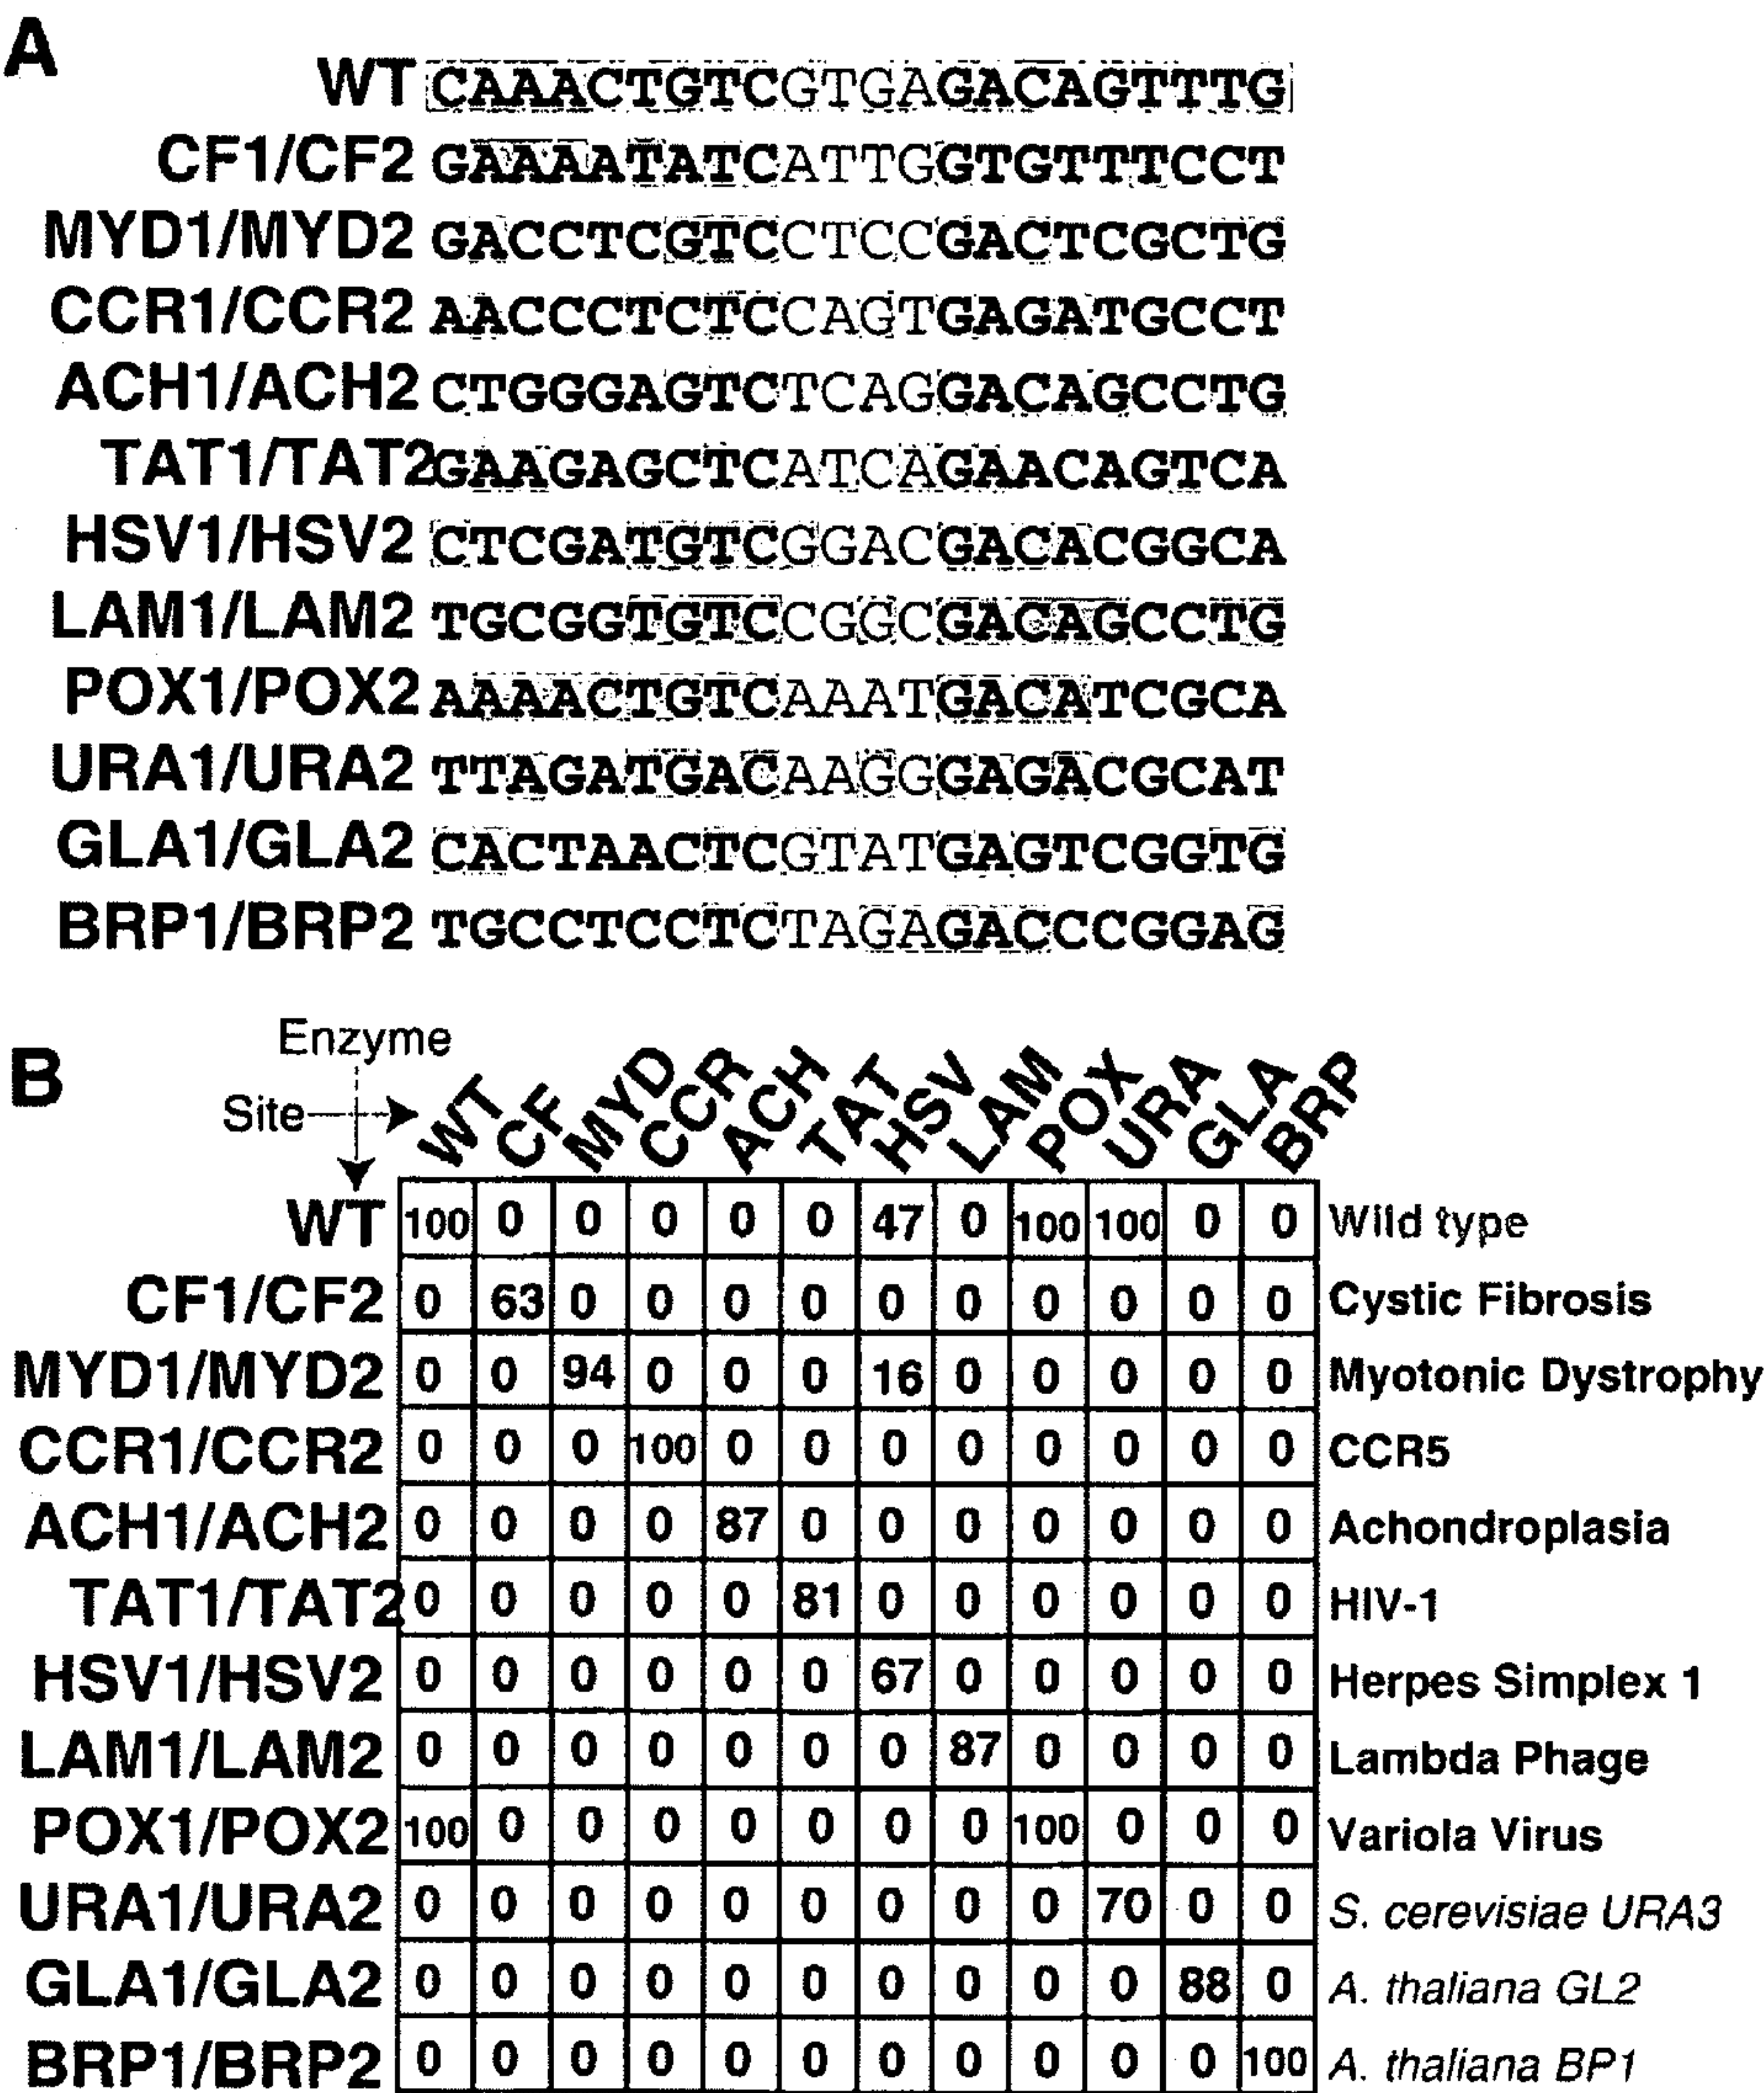 A
WT CAAACTGTCGTGAGACAGTTTG
CF1/CF2 GAAAATATCATTGGTGTTTCCT
MYD1/MYD2 GACCTCGTCCTCCGACTCGCTG
CCR1/CCR2 AACCCTCTCCAGTGAGATGCCT
ACH1/ACH2 CTGGGAGTCTCAGGACAGCCTG
TAT1/TAT2 GAAGAGCTCATCAGAACAGTCA
HSV1/HSV2 CTCGATGTCGGACGACACGGCA
LAM1/LAM2 TGCGGTGTCCGGCGACAGCCTG
POX1/POX2 AAAACTGTCAAATGACATCGCA
URA1/URA2 TTAGATGACAAGGGAGACGCAT
GLA1/GLA2 CACTAACTCGTATGAGTCGGTG
BRP1/BRP2 TGCCTCCTCTAGAGACCCCGGAG
B
Enzyme
Site
WT CF MYD CCR ACH TAT HSV LAM POX URA GLA BRP
WT 100 0 0 0 0 0 47 0 100 100 0 0 Wild type
CF1/CF2 0 63 0 0 0 0 0 0 0 0 0 0 Cystic Fibrosis
MYD1/MYD2 0 0 94 0 0 0 16 0 0 0 0 0 Myotonic Dystrophy
CCR1/CCR2 0 0 0 100 0 0 0 0 0 0 0 0 CCR5
ACH1/ACH2 0 0 0 0 87 0 0 0 0 0 0 0 Achondroplasia
TAT1/TAT2 0 0 0 0 0 81 0 0 0 0 0 0 HIV-1
HSV1/HSV2 0 0 0 0 0 0 67 0 0 0 0 0 Herpes Simplex 1
LAM1/LAM2 0 0 0 0 0 0 0 87 0 0 0 0 Lambda Phage
POX1/POX2 100 0 0 0 0 0 0 0 100 0 0 0 Variola Virus
URA1/URA2 0 0 0 0 0 0 0 0 0 70 0 0 S. cerevisiae URA3
GLA1/GLA2 0 0 0 0 0 0 0 0 0 0 88 0 A. thaliana GL2
BRP1/BRP2 0 0 0 0 0 0 0 0 0 0 0 100 A. thaliana BP1